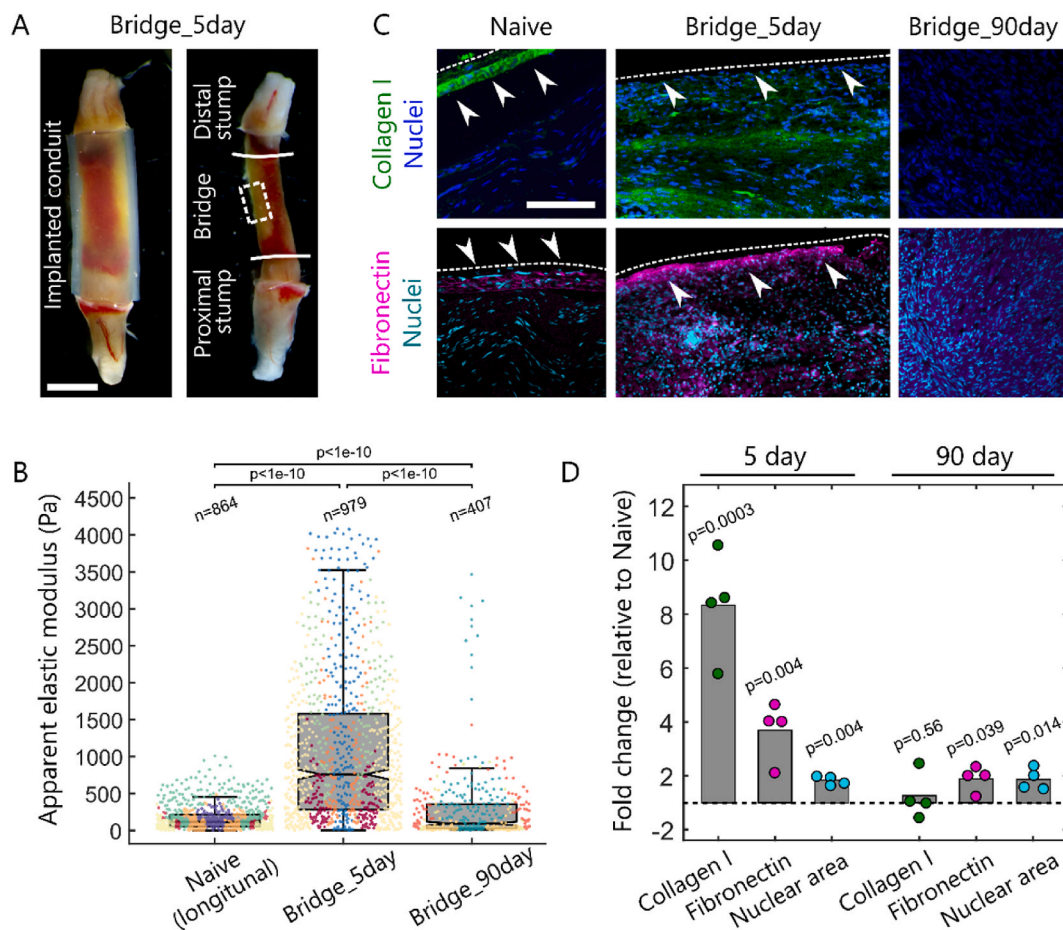 A
Bridge_5day
Implanted conduit
Proximal stump
Bridge
Distal stump
C
Naive
Bridge_5day
Bridge_90day
Collagen I
Nuclei
Fibronectin
Nuclei
B
p<1e-10
p<1e-10
p<1e-10
n=864
n=979
n=407
Apparent elastic modulus (Pa)
4500
4000
3500
3000
2500
2000
1500
1000
500
0
Naive
(longitunal)
Bridge_5day
Bridge_90day
D
5 day
90 day
Fold change (relative to Naive)
12
10
8
6
4
2
-2
p=0.0003
p=0.004
p=0.004
p=0.56
p=0.039
p=0.014
Collagen I
Fibronectin
Nuclear area
Collagen I
Fibronectin
Nuclear area